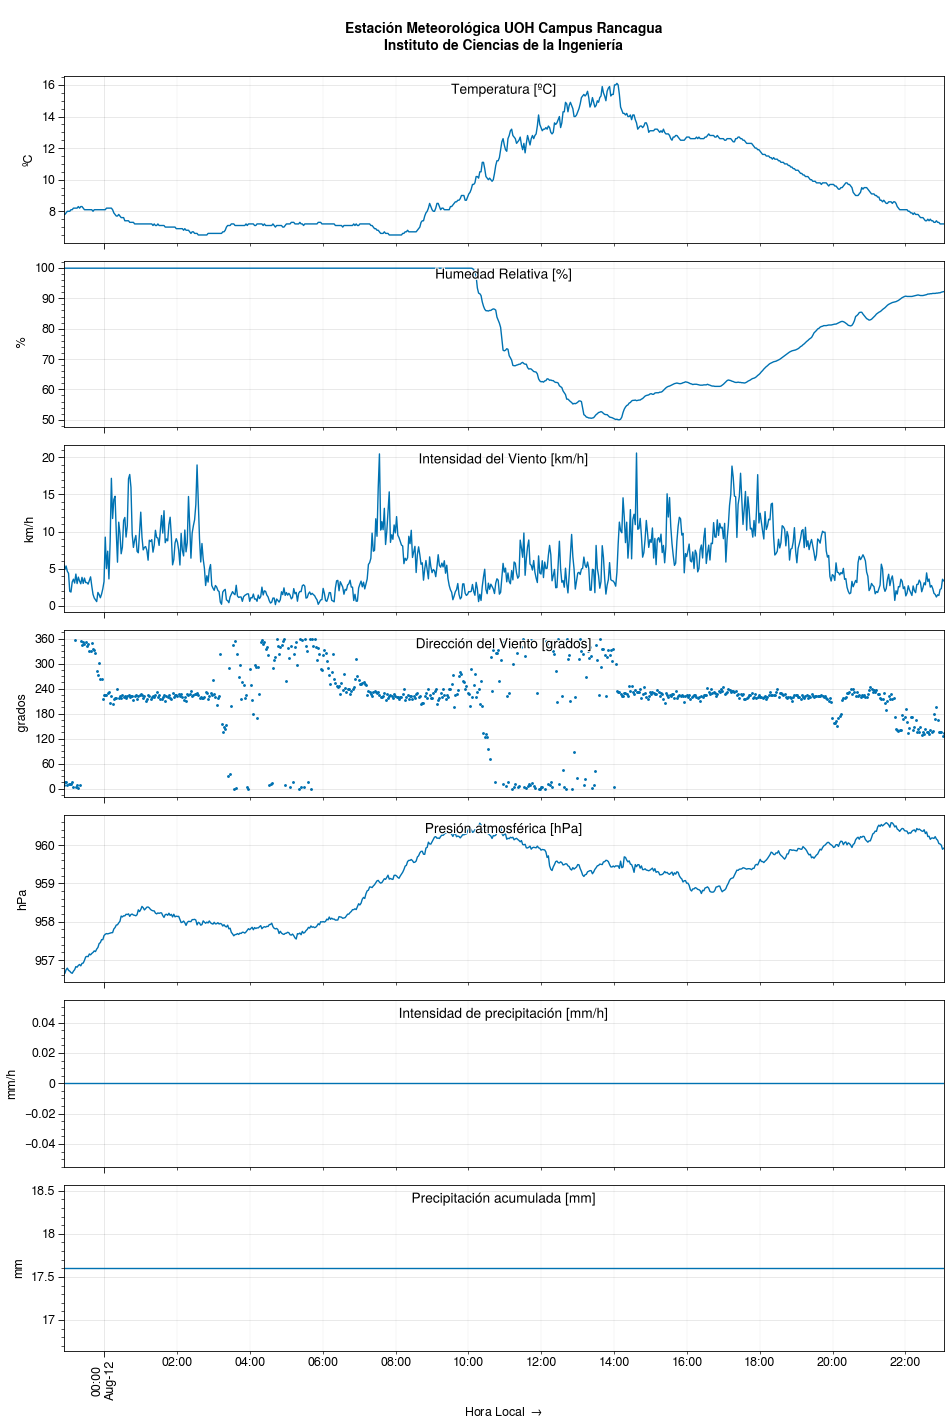 Estación Meteorológica UOH Campus Rancagua
Instituto de Ciencias de la Ingeniería
Temperatura [ºC]
ºC
16
14
12
10
8
Humedad Relativa [%]
%
100
90
80
70
60
50
Intensidad del Viento [km/h]
km/h
20
15
10
5
0
Dirección del Viento [grados]
grados
360
300
240
180
120
60
0
Presión atmosférica [hPa]
hPa
960
959
958
957
Intensidad de precipitación [mm/h]
mm/h
0.04
0.02
0
−0.02
−0.04
Precipitación acumulada [mm]
mm
18.5
18
17.5
17
00:00
Aug-12
02:00
04:00
06:00
08:00
10:00
12:00
14:00
16:00
18:00
20:00
22:00
Hora Local →